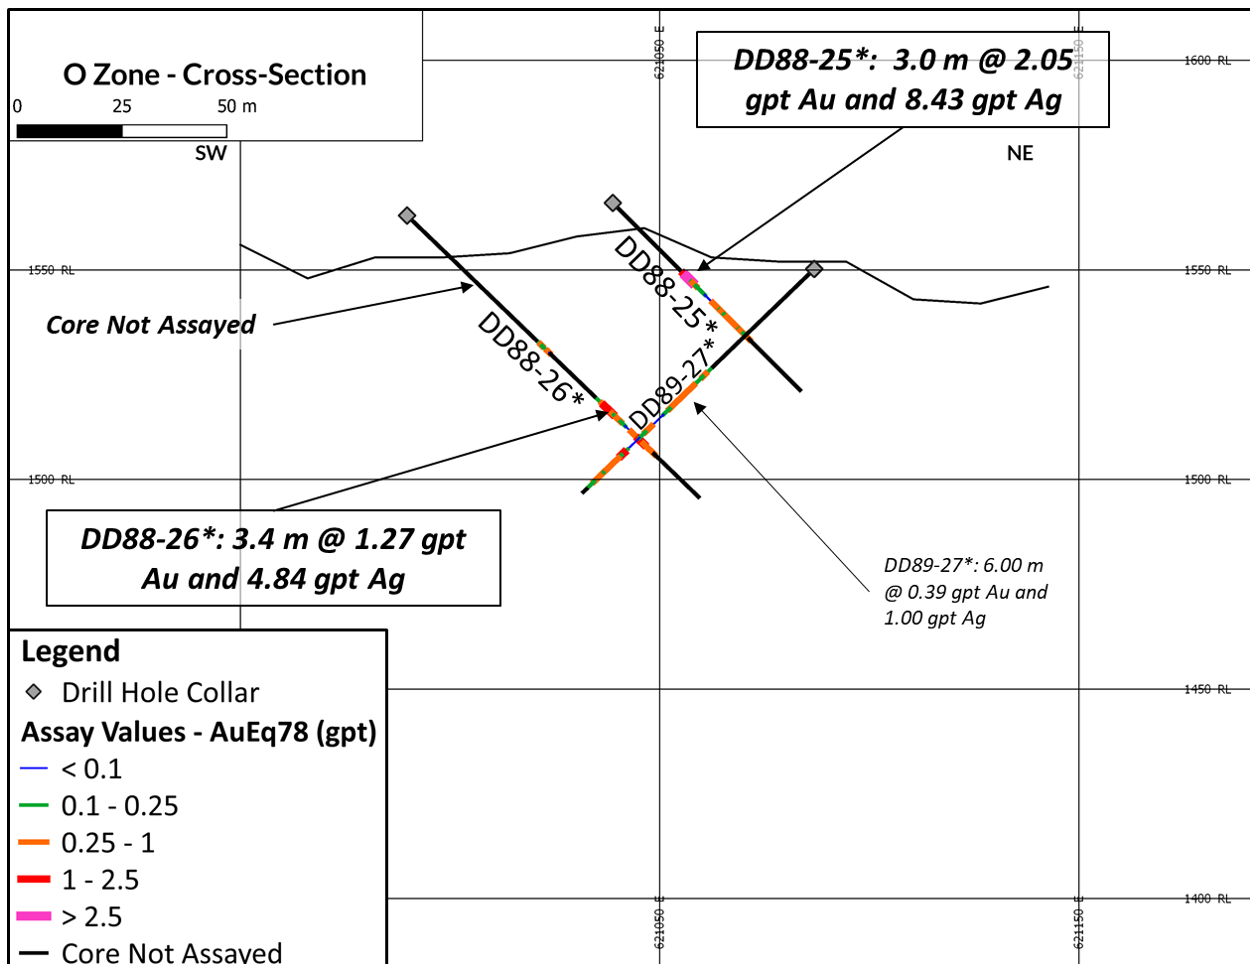 O Zone - Cross-Section
0 25 50 m
SW
NE
621050 E
621150 E
1600 RL
DD88-25*: 3.0 m @ 2.05
gpt Au and 8.43 gpt Ag
1550 RL
1550 RL
DD88-25*
Core Not Assayed
DD88-26*
DD89-27*
1500 RL
1500 RL
DD88-26*: 3.4 m @ 1.27 gpt
Au and 4.84 gpt Ag
DD89-27*: 6.00 m
@ 0.39 gpt Au and
1.00 gpt Ag
1450 RL
1400 RL
621050 E
621150 E
Legend
Drill Hole Collar
Assay Values - AuEq78 (gpt)
< 0.1
0.1 - 0.25
0.25 - 1
1 - 2.5
> 2.5
Core Not Assayed